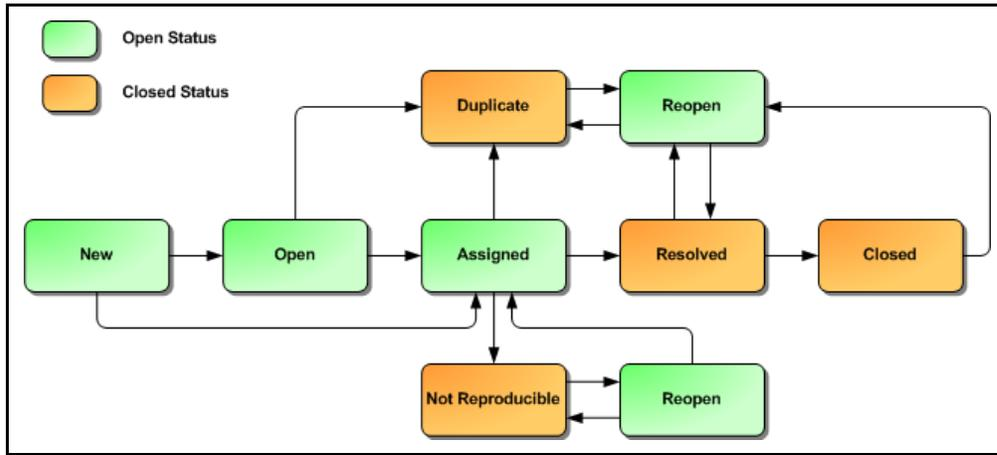 Open Status
Closed Status
Duplicate
Reopen
New
Open
Assigned
Resolved
Closed
Not Reproducible
Reopen